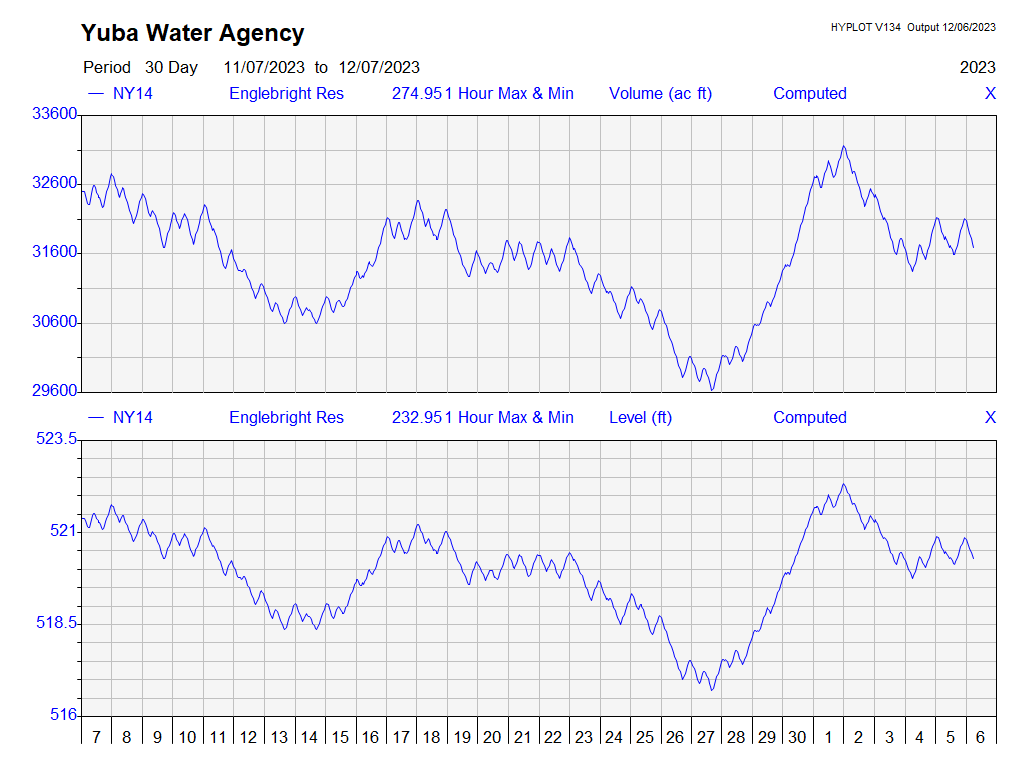 Yuba Water Agency
HYPLOT V134 Output 12/06/2023
Period 30 Day 11/07/2023 to 12/07/2023 2023
NY14 Englebright Res 274.951 Hour Max & Min Volume (ac ft) Computed X
33600
32600
31600
30600
29600
NY14 Englebright Res 232.951 Hour Max & Min Level (ft) Computed X
523.5
521
518.5
516
7 8 9 10 11 12 13 14 15 16 17 18 19 20 21 22 23 24 25 26 27 28 29 30 1 2 3 4 5 6